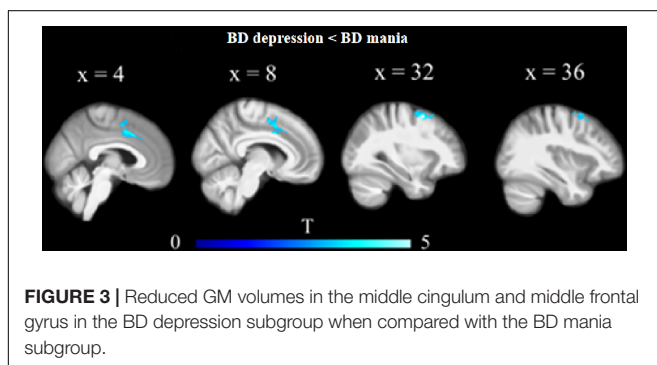 BD depression < BD mania
x = 4 x = 8 x = 32 x = 36
T
0 5
FIGURE 3 | Reduced GM volumes in the middle cingulum and middle frontal
gyrus in the BD depression subgroup when compared with the BD mania
subgroup.